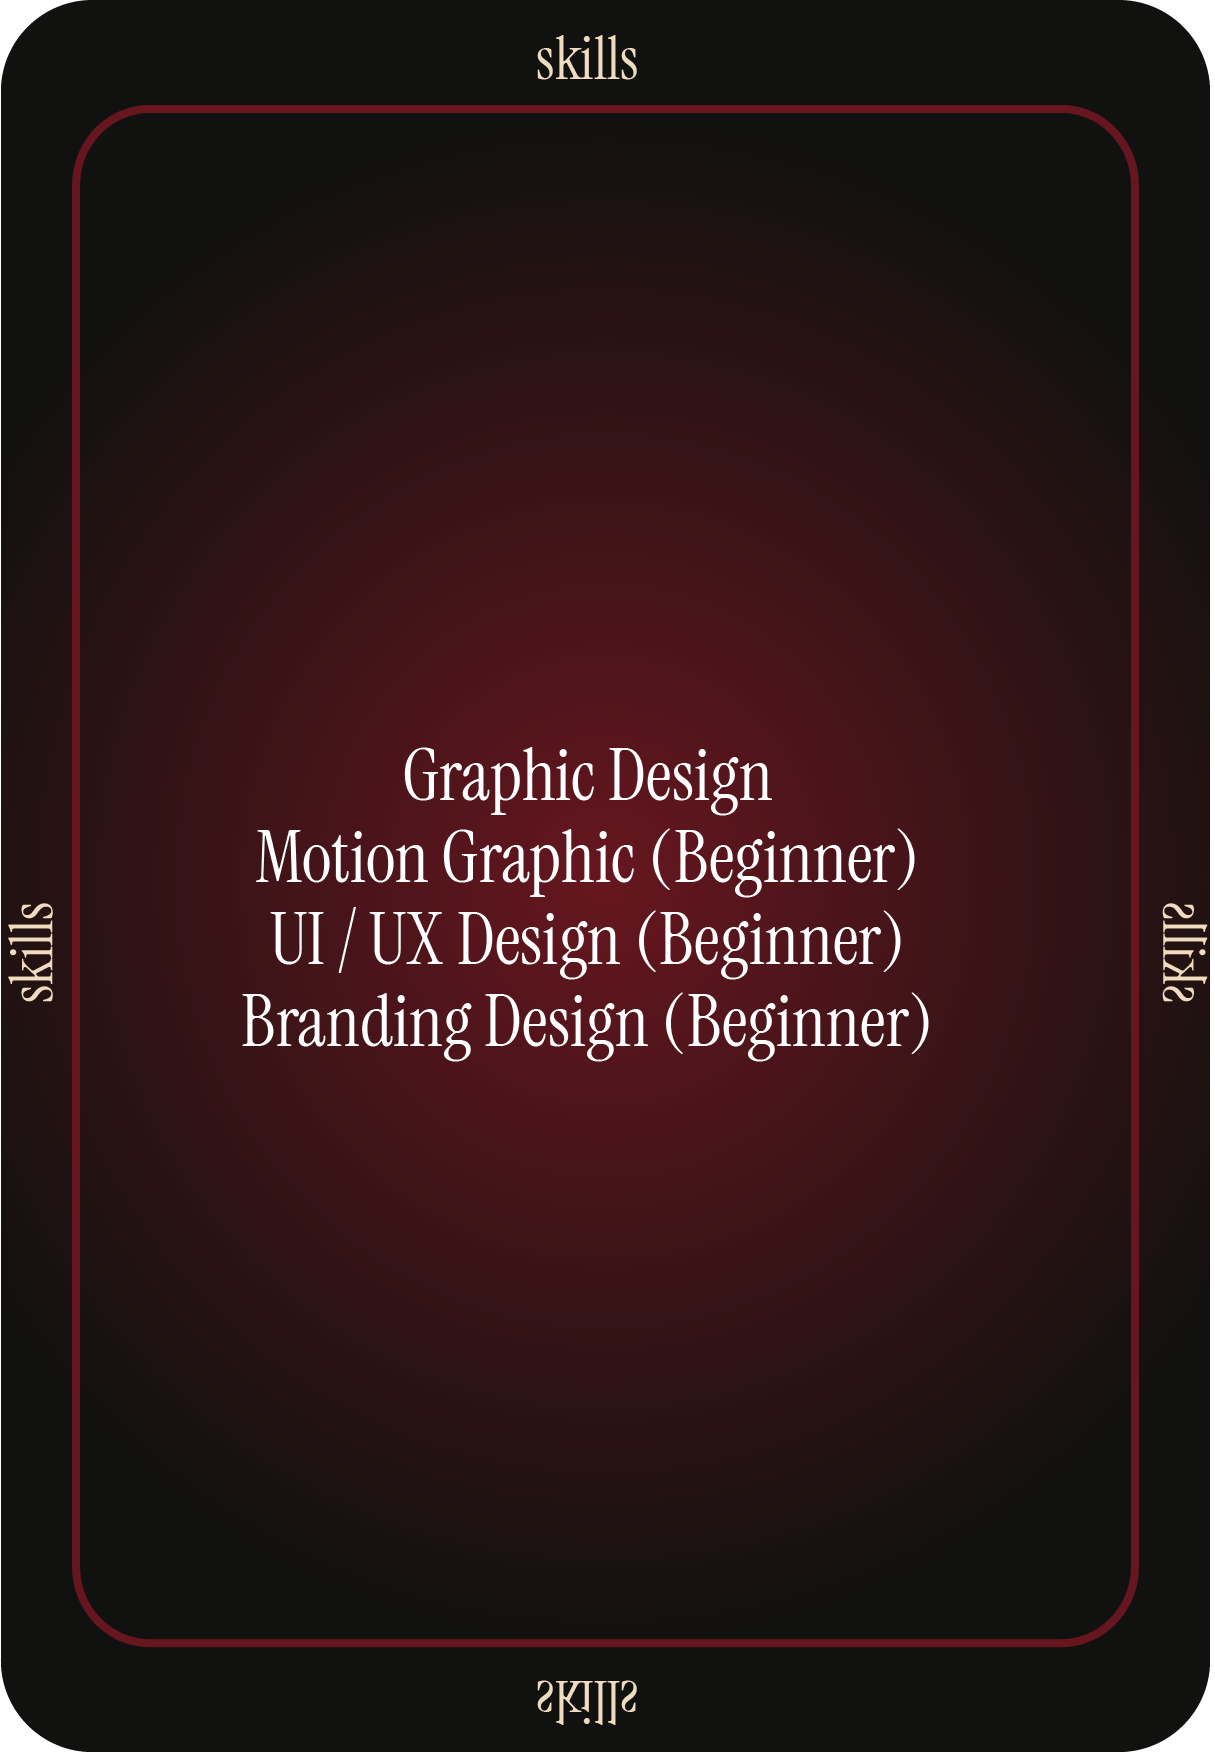 skills
Graphic Design
Motion Graphic (Beginner)
UI / UX Design (Beginner)
Branding Design (Beginner)
skills
skills
skills